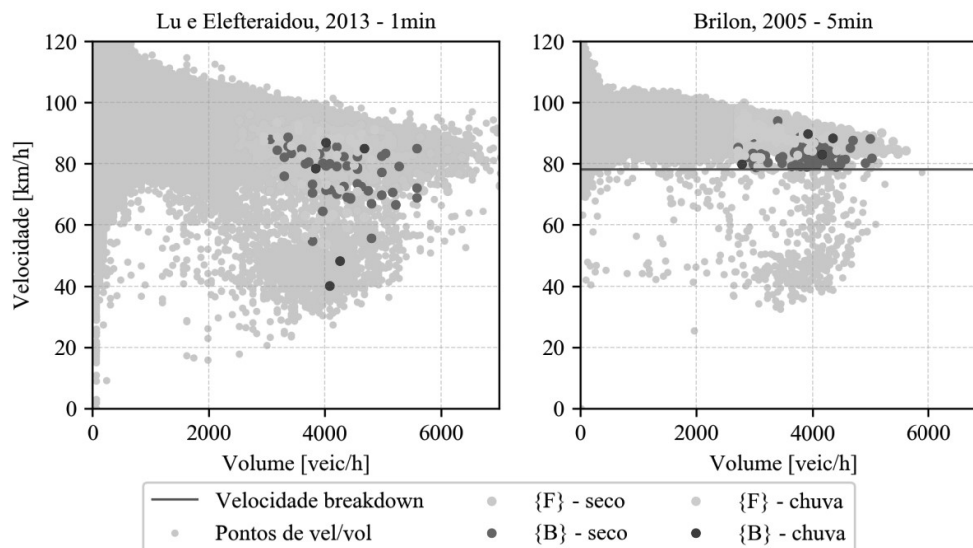 Lu e Elefteraidou, 2013 - 1min
Brilon, 2005 - 5min
120
100
80
60
40
20
0
Velocidade [km/h]
0 2000 4000 6000
Volume [veic/h]
120
100
80
60
40
20
0
0 2000 4000 6000
Volume [veic/h]
Velocidade breakdown
Pontos de vel/vol
{F} - seco
{B} - seco
{F} - chuva
{B} - chuva